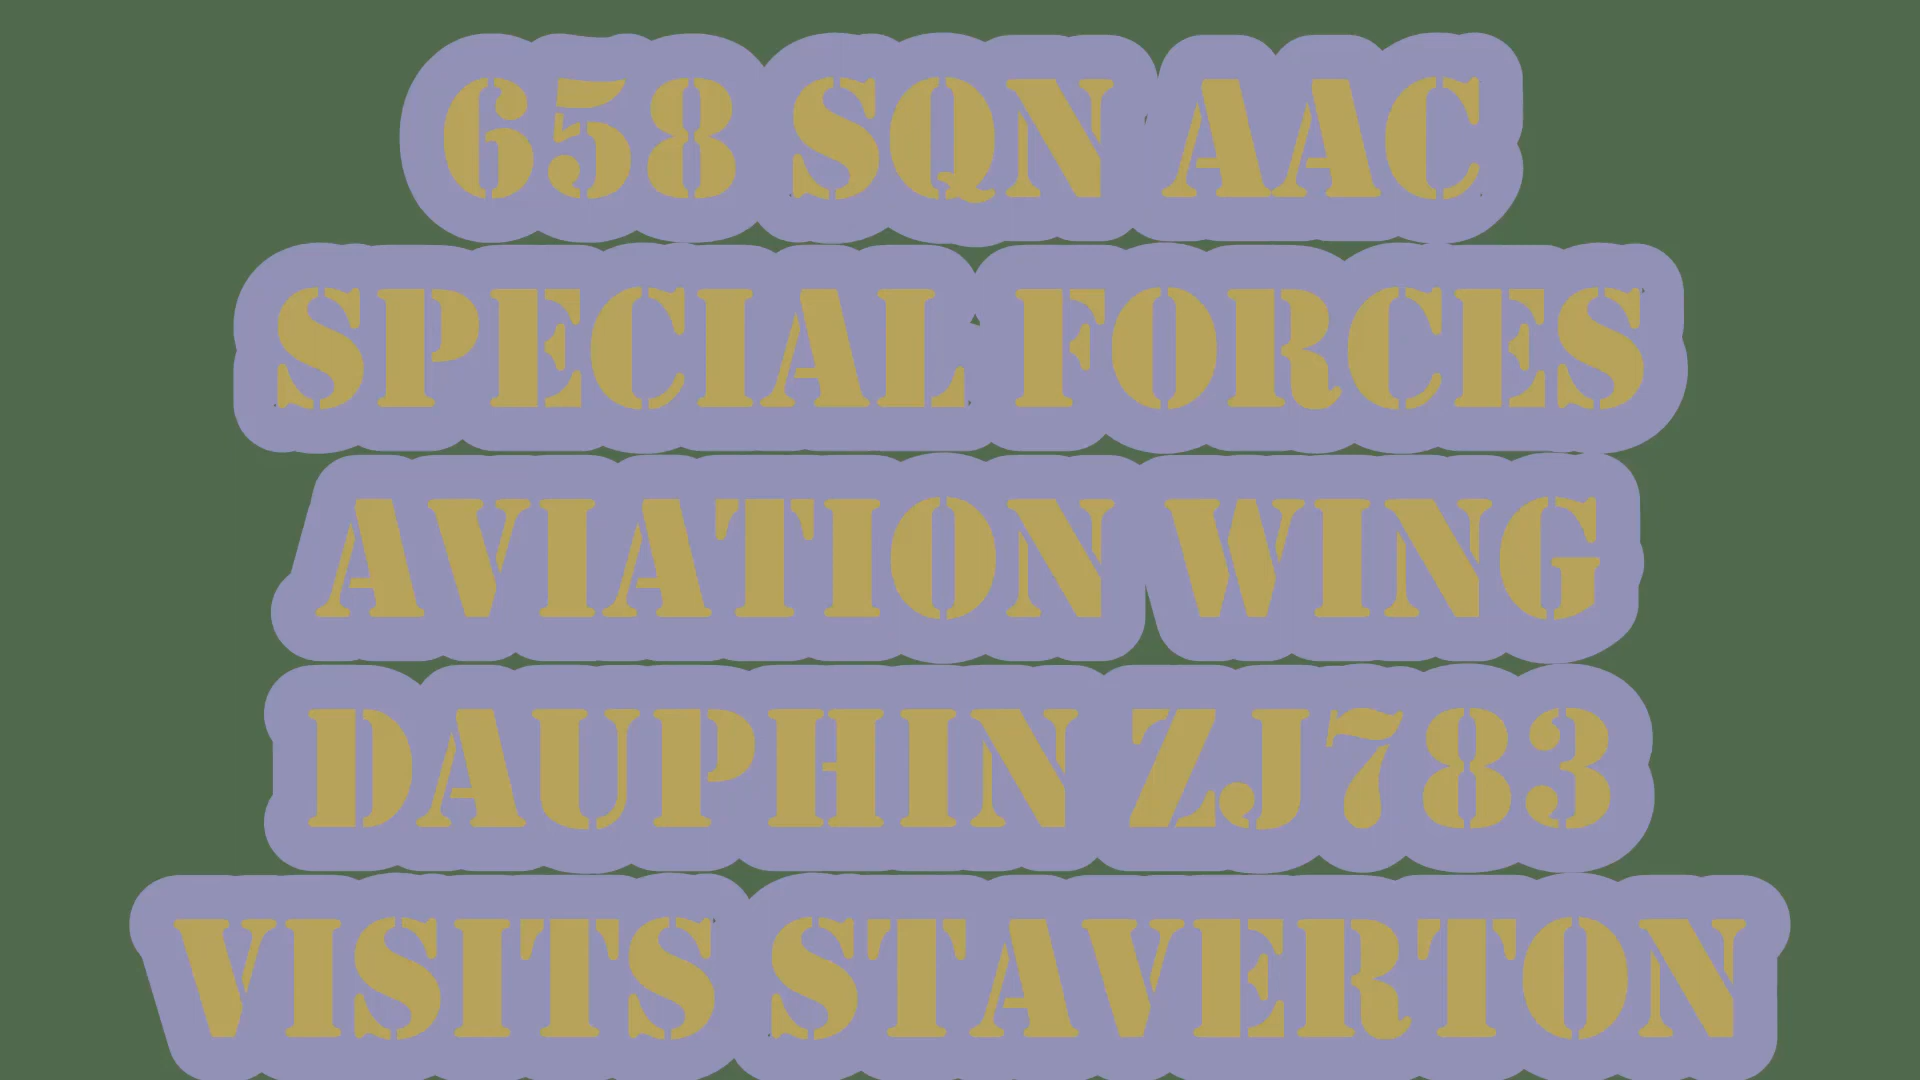 658 SQN AAC
SPECIAL FORCES
AVIATION WING
DAUPHIN ZJ783
VISITS STAVERTON